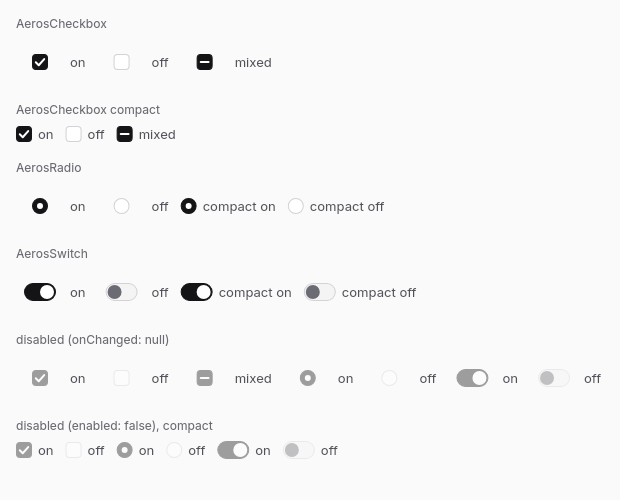 AerosCheckbox
on off mixed
AerosCheckbox compact
on off mixed
AerosRadio
on off compact on compact off
AerosSwitch
on off compact on compact off
disabled (onChanged: null)
on off mixed on off on off
disabled (enabled: false), compact
on off on off on off